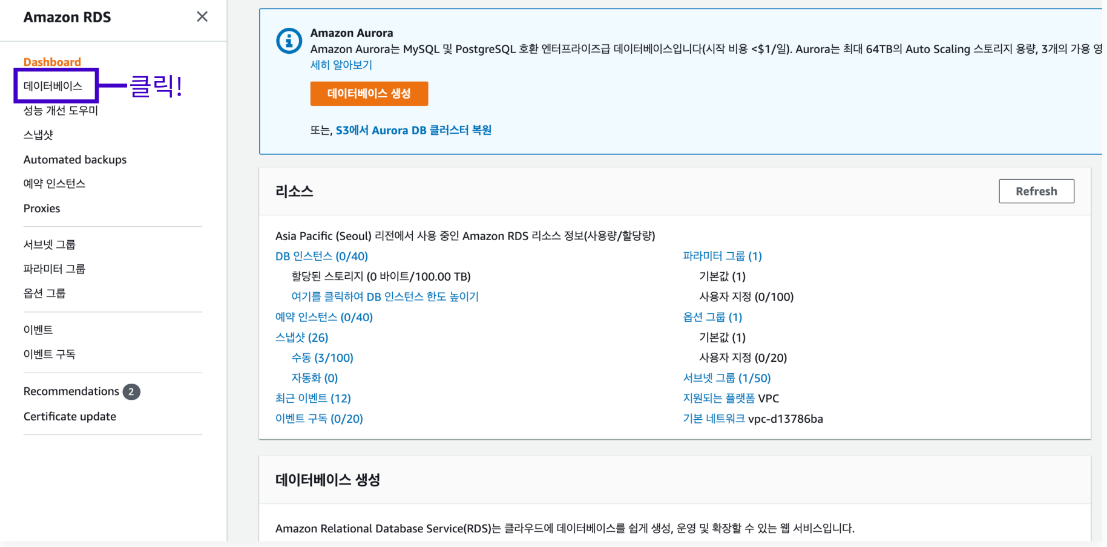 Amazon RDS
Dashboard
데이터베이스
클릭!
성능 개선 도우미
스냅샷
Automated backups
예약 인스턴스
Proxies
서브넷 그룹
파라미터 그룹
옵션 그룹
이벤트
이벤트 구독
Recommendations 2
Certificate update
Amazon Aurora
Amazon Aurora는 MySQL 및 PostgreSQL 호환 엔터프라이즈급 데이터베이스입니다(시작 비용 <$1/일). Aurora는 최대 64TB의 Auto Scaling 스토리지 용량, 3개의 가용 영
세히 알아보기
데이터베이스 생성
또는, S3에서 Aurora DB 클러스터 복원
리소스
Refresh
Asia Pacific (Seoul) 리전에서 사용 중인 Amazon RDS 리소스 정보(사용량/할당량)
DB 인스턴스 (0/40)
할당된 스토리지 (0 바이트/100.00 TB)
여기를 클릭하여 DB 인스턴스 한도 높이기
예약 인스턴스 (0/40)
스냅샷 (26)
수동 (3/100)
자동화 (0)
최근 이벤트 (12)
이벤트 구독 (0/20)
파라미터 그룹 (1)
기본값 (1)
사용자 지정 (0/100)
옵션 그룹 (1)
기본값 (1)
사용자 지정 (0/20)
서브넷 그룹 (1/50)
지원되는 플랫폼 VPC
기본 네트워크 vpc-d13786ba
데이터베이스 생성
Amazon Relational Database Service(RDS)는 클라우드에 데이터베이스를 쉽게 생성, 운영 및 확장할 수 있는 웹 서비스입니다.